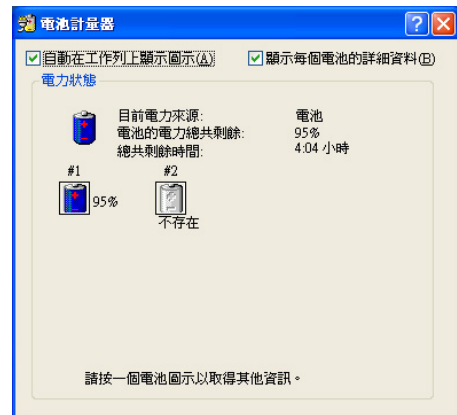 電池計量器
自動在工作列上顯示圖示(A) 顯示每個電池的詳細資料(B)
電力狀態
目前電力來源: 電池
電池的電力總共剩餘: 95%
總共剩餘時間: 4:04 小時
#1 #2
95%
不存在
請按一個電池圖示以取得其他資訊。